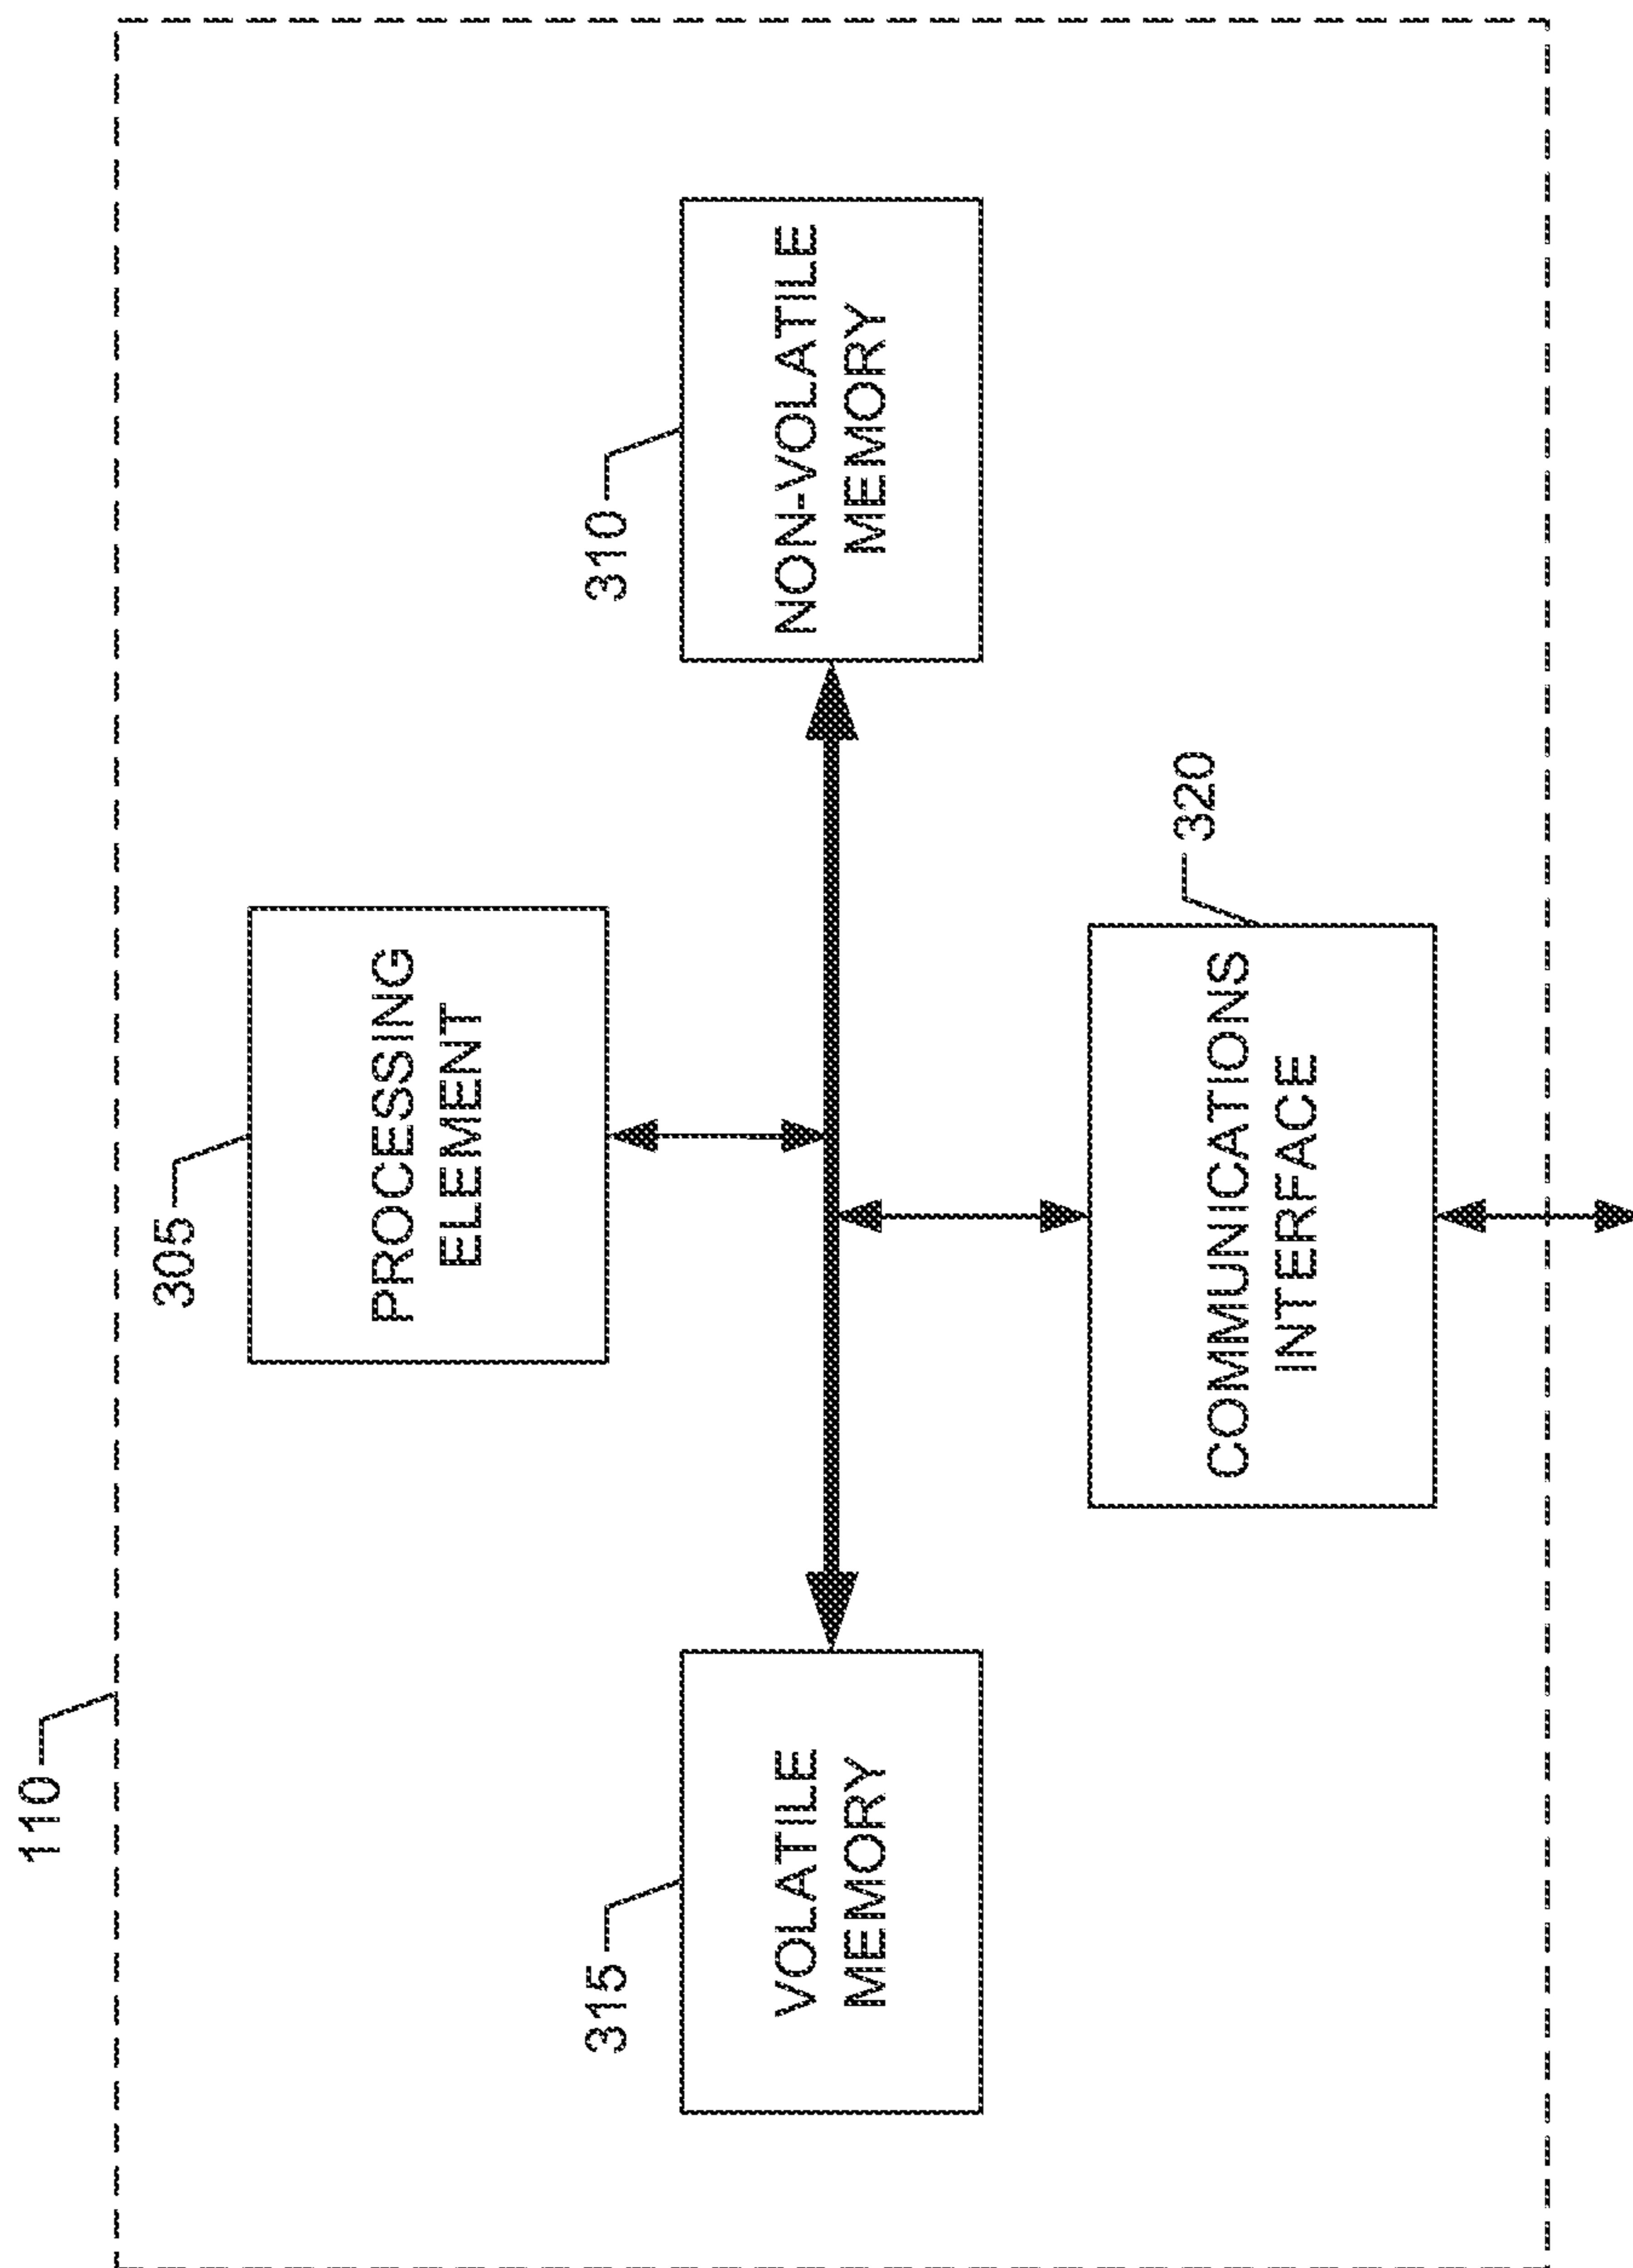 110
305
PROCESSING
ELEMENT
315
VOLATILE
MEMORY
310
NON-VOLATILE
MEMORY
320
COMMUNICATIONS
INTERFACE